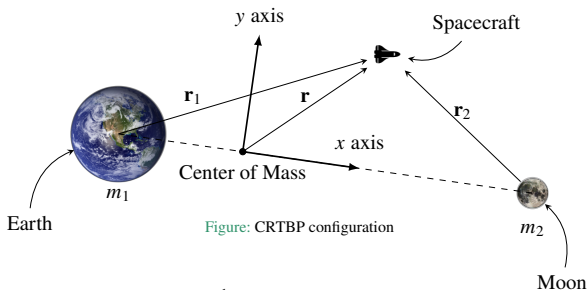 y axis
Spacecraft
r1
r
r2
x axis
Center of Mass
m1
Earth
Figure: CRTBP configuration
m2
Moon